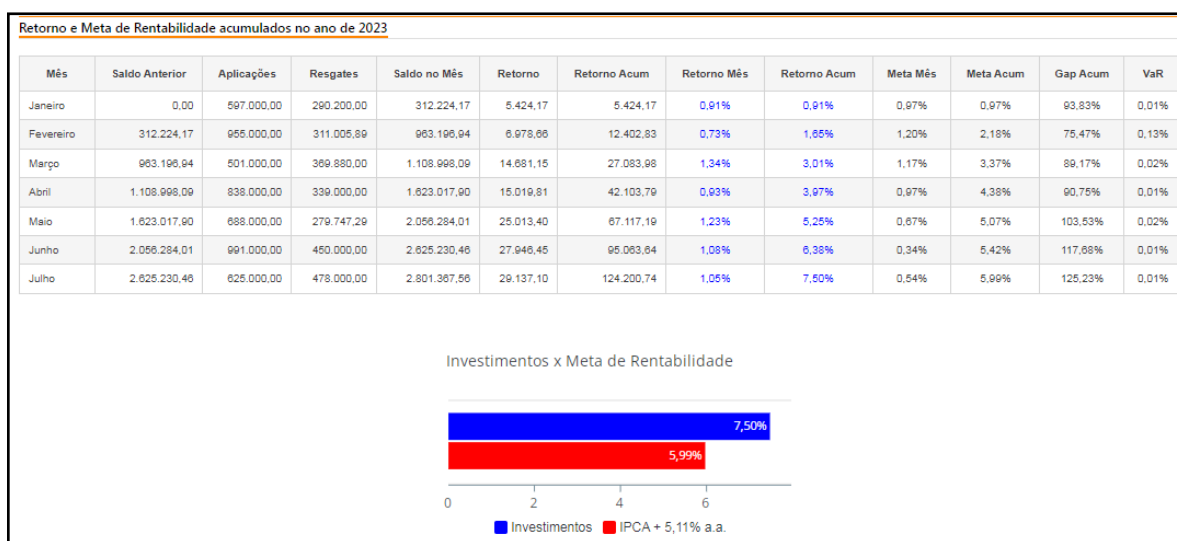 Retorno e Meta de Rentabilidade acumulados no ano de 2023
Mês Saldo Anterior Aplicações Resgates Saldo no Mês Retorno Retorno Acum Retorno Mês Retorno Acum Meta Mês Meta Acum Gap Acum VaR
Janeiro 0,00 597.000,00 290.200,00 312.224,17 5.424,17 5.424,17 0,91% 0,91% 0,97% 0,97% 93,83% 0,01%
Fevereiro 312.224,17 955.000,00 311.005,89 963.196,94 6.978,66 12.402,83 0,73% 1,65% 1,20% 2,18% 75,47% 0,13%
Março 963.196,94 501.000,00 369.880,00 1.108.998,09 14.681,15 27.083,98 1,34% 3,01% 1,17% 3,37% 89,17% 0,02%
Abril 1.108.998,09 838.000,00 339.000,00 1.623.017,90 15.019,81 42.103,79 0,93% 3,97% 0,97% 4,38% 90,75% 0,01%
Maio 1.623.017,90 688.000,00 279.747,29 2.056.284,01 25.013,40 67.117,19 1,23% 5,25% 0,67% 5,07% 103,53% 0,02%
Junho 2.056.284,01 991.000,00 450.000,00 2.625.230,46 27.946,45 95.063,64 1,08% 6,38% 0,34% 5,42% 117,68% 0,01%
Julho 2.625.230,46 625.000,00 478.000,00 2.801.367,56 29.137,10 124.200,74 1,05% 7,50% 0,54% 5,99% 125,23% 0,01%
Investimentos x Meta de Rentabilidade
7,50%
5,99%
0 2 4 6
Investimentos IPCA + 5,11% a.a.